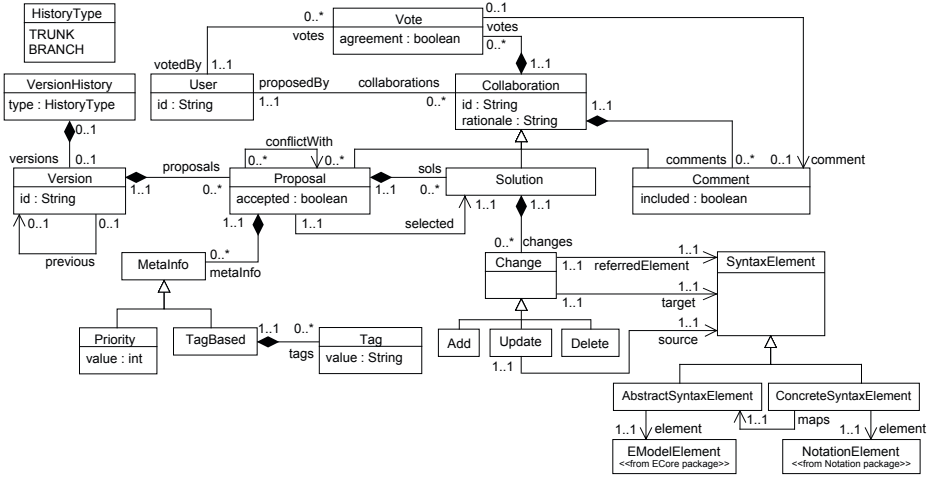 HistoryType
TRUNK
BRANCH
0..*
votes
Vote
agreement : boolean
0..1
votes
0..*
1..1
votedBy
1..1
VersionHistory
type : HistoryType
User
id : String
proposedBy
1..1
collaborations
0..*
Collaboration
id : String
rationale : String
1..1
0..1
versions
0..1
conflictWith
0..*
0..*
comments
0..*
0..1
comment
Version
id : String
proposals
1..1
0..*
Proposal
accepted : boolean
sols
1..1
0..*
Solution
Comment
included : boolean
0..1
0..1
previous
1..1
1..1
selected
1..1
1..1
0..*
metaInfo
MetaInfo
0..*
changes
Change
1..1
referredElement
1..1
SyntaxElement
1..1
1..1
target
1..1
source
Priority
value : int
TagBased
1..1
0..*
tags
Tag
value : String
Add
Update
Delete
1..1
AbstractSyntaxElement
ConcreteSyntaxElement
1..1
maps
1..1
element
1..1
element
EModelElement
<<from ECore package>>
NotationElement
<<from Notation package>>